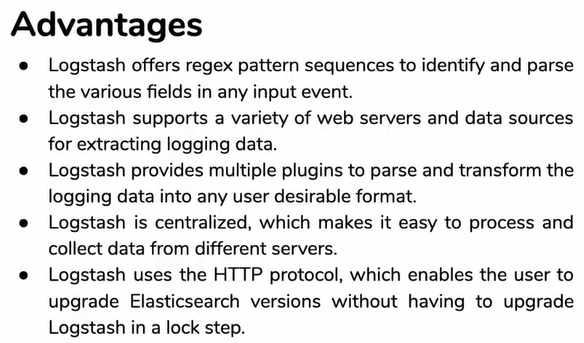 Advantages
● Logstash offers regex pattern sequences to identify and parse
the various fields in any input event.
● Logstash supports a variety of web servers and data sources
for extracting logging data.
● Logstash provides multiple plugins to parse and transform the
logging data into any user desirable format.
● Logstash is centralized, which makes it easy to process and
collect data from different servers.
● Logstash uses the HTTP protocol, which enables the user to
upgrade Elasticsearch versions without having to upgrade
Logstash in a lock step.